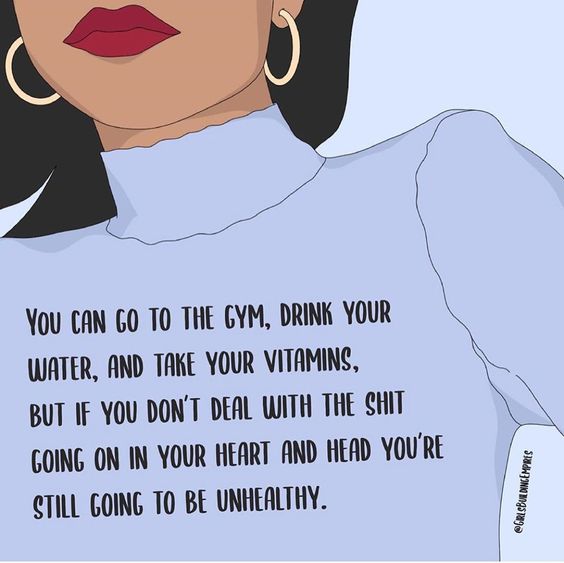 YOU CAN GO TO THE GYM, DRINK YOUR
WATER, AND TAKE YOUR VITAMINS,
BUT IF YOU DON'T DEAL WITH THE SHIT
GOING ON IN YOUR HEART AND HEAD YOU'RE
STILL GOING TO BE UNHEALTHY.
@GIRLSBUILDINGEMPIRES